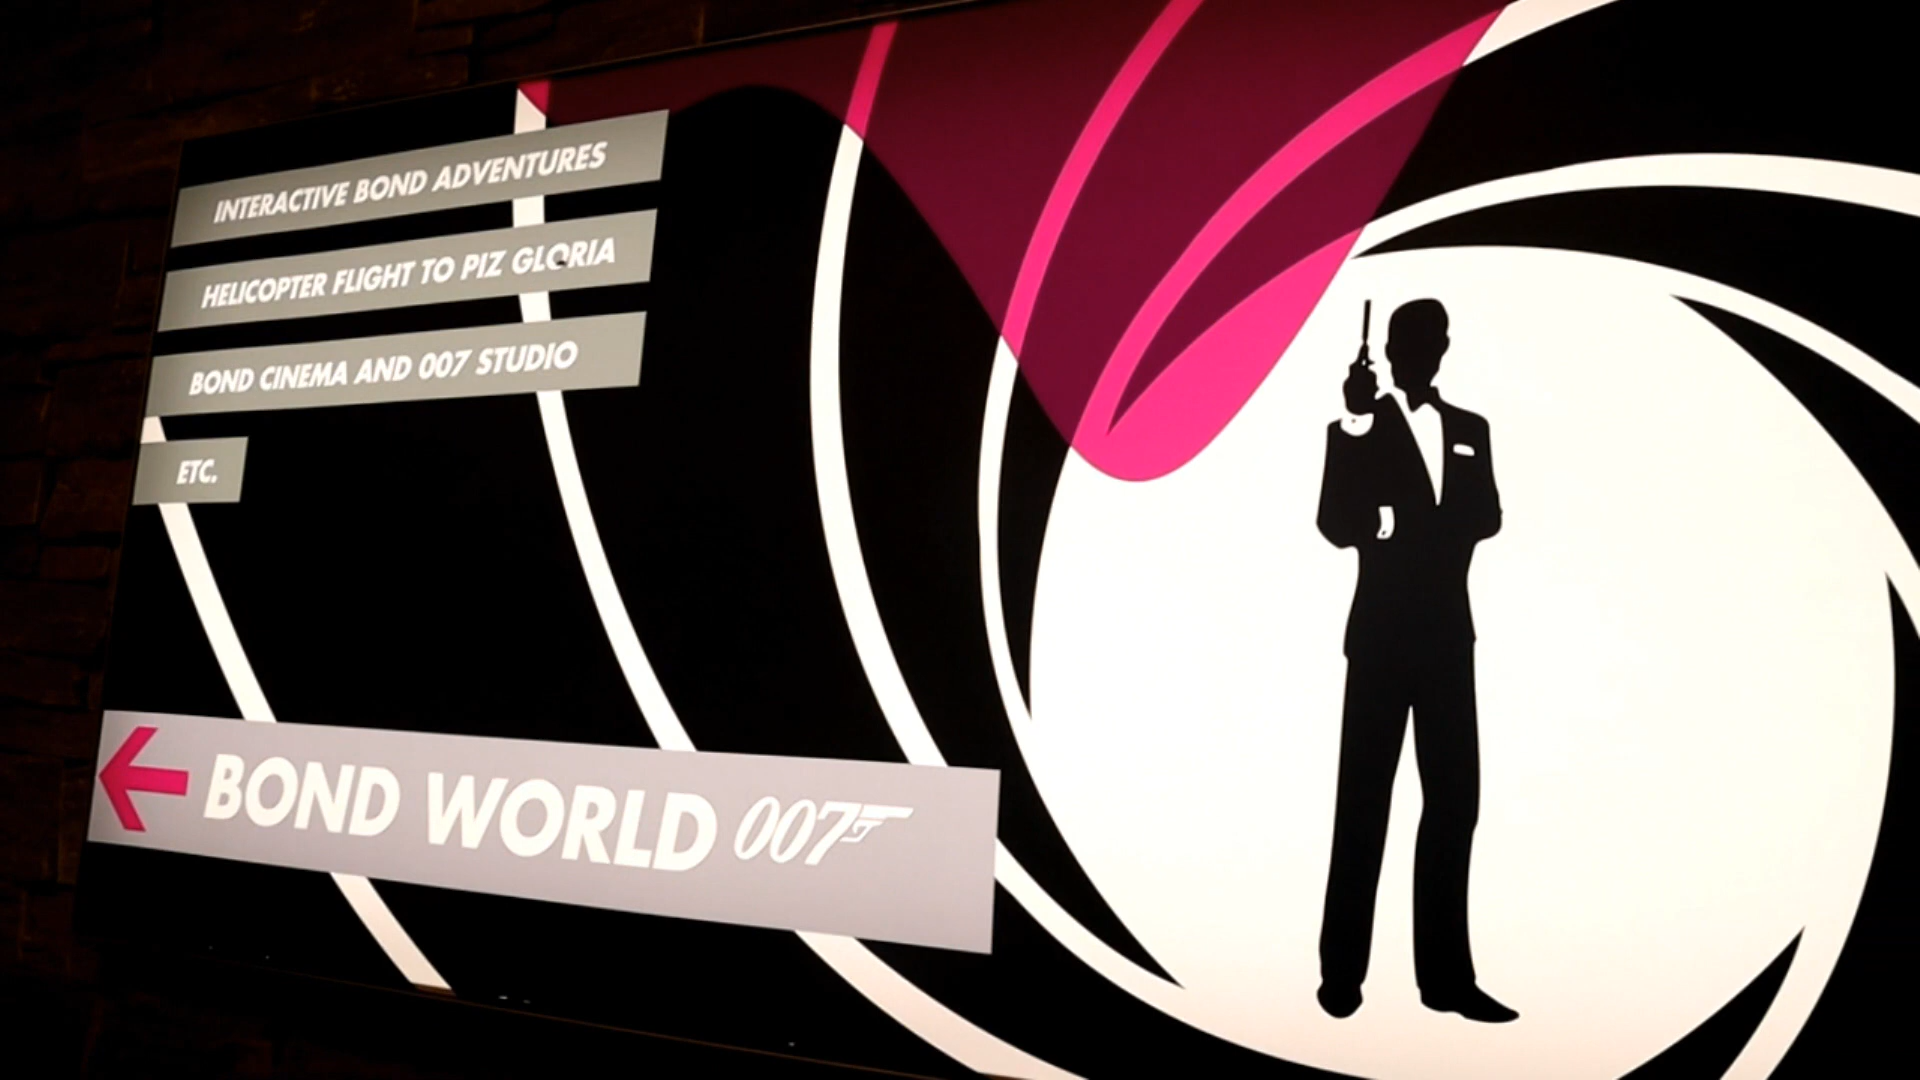 INTERACTIVE BOND ADVENTURES
HELICOPTER FLIGHT TO PIZ GLORIA
BOND CINEMA AND 007 STUDIO
ETC.
BOND WORLD 007